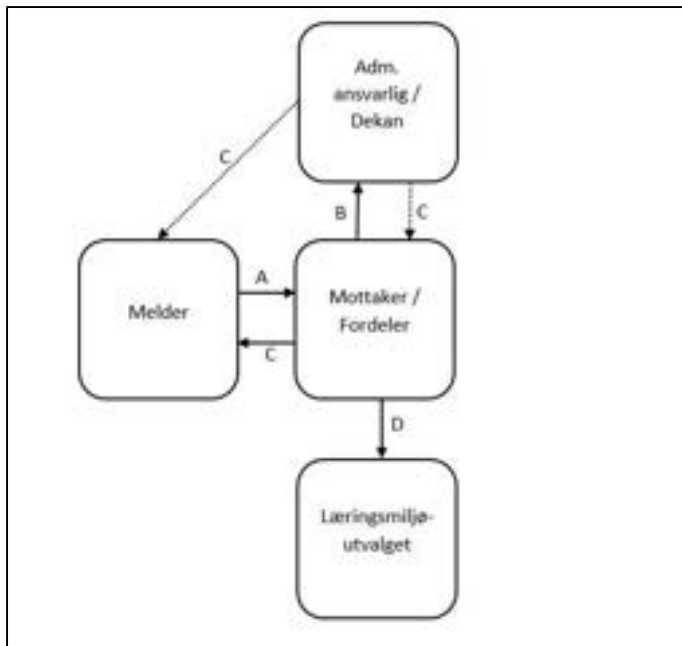 Adm.
ansvarlig /
Dekan
C
B
C
Melder
A
C
Mottaker /
Fordeler
D
Læringsmiljø-
utvalget